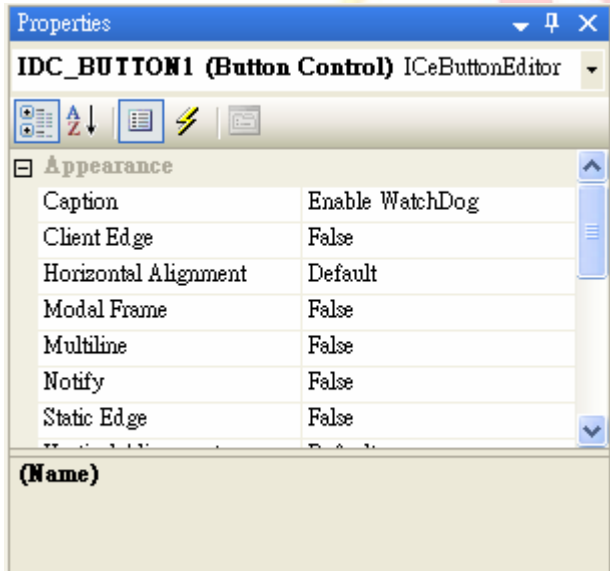 Properties
IDC_BUTTON1 (Button Control) ICeButtonEditor
Appearance
Caption Enable WatchDog
Client Edge False
Horizontal Alignment Default
Modal Frame False
Multiline False
Notify False
Static Edge False
(Name)